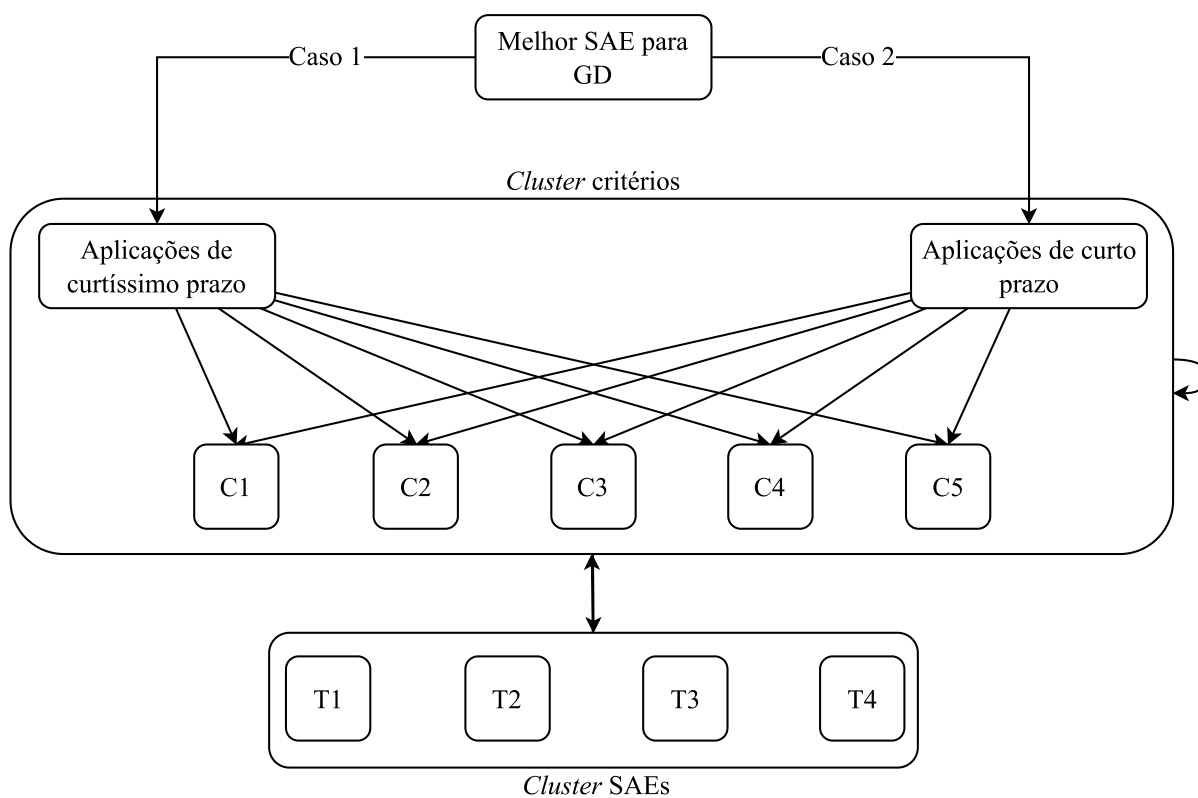 Melhor SAE para
GD
Caso 1
Caso 2
Cluster critérios
Aplicações de
curtíssimo prazo
Aplicações de curto
prazo
C1
C2
C3
C4
C5
T1
T2
T3
T4
Cluster SAEs